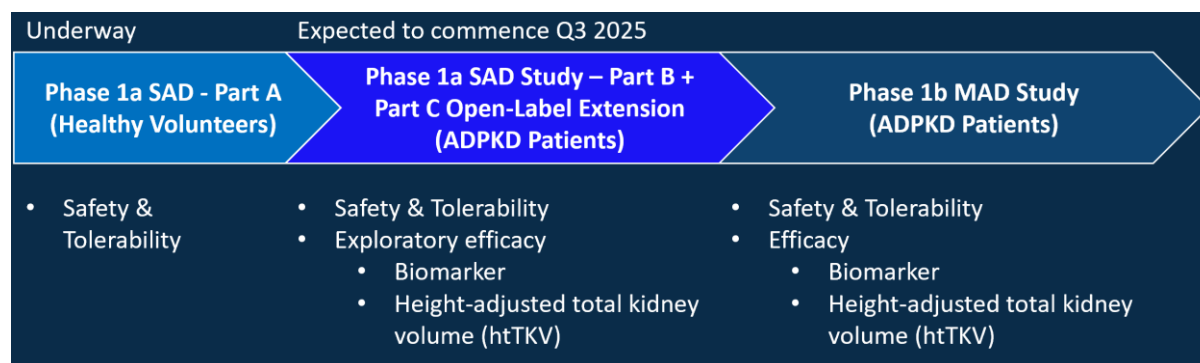 Underway
Expected to commence Q3 2025
Phase 1a SAD - Part A
(Healthy Volunteers)
Phase 1a SAD Study – Part B +
Part C Open-Label Extension
(ADPKD Patients)
Phase 1b MAD Study
(ADPKD Patients)
• Safety &
Tolerability
• Safety & Tolerability
• Exploratory efficacy
• Biomarker
• Height-adjusted total kidney
volume (htTKV)
• Safety & Tolerability
• Efficacy
• Biomarker
• Height-adjusted total kidney
volume (htTKV)